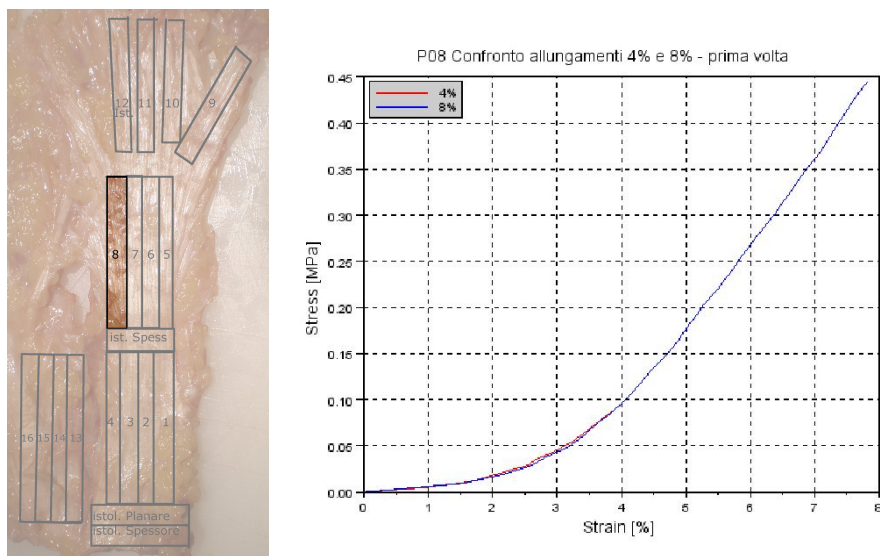 12 11 10 9
Ist.
8 7 6 5
ist. Spess
4 3 2 1
16 15 14 13
istol. Planare
istol. Spessore
P08 Confronto allungamenti 4% e 8% - prima volta
4%
8%
0.45
0.40
0.35
0.30
0.25
0.20
0.15
0.10
0.05
0.00
0 1 2 3 4 5 6 7 8
Stress [MPa]
Strain [%]